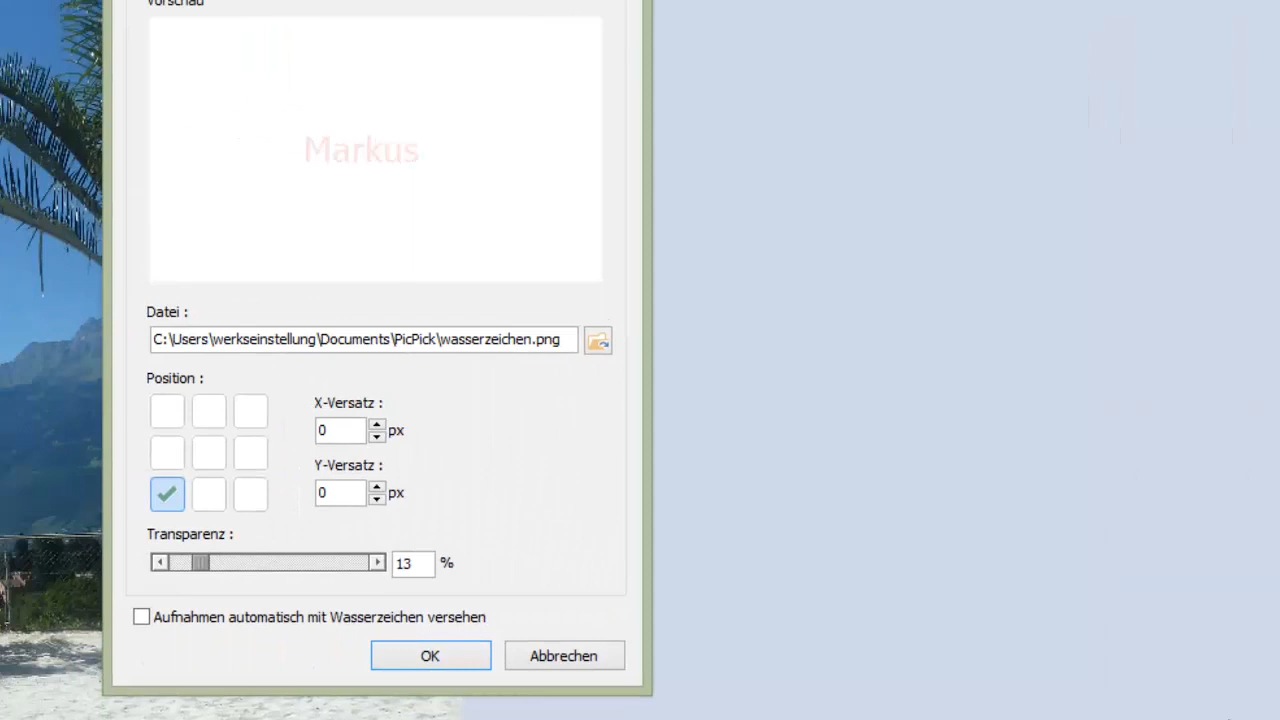 Vorschau
Markus
Datei :
C:\Users\werkseinstellung\Documents\PicPick\wasserzeichen.png
Position :
X-Versatz :
0 px
Y-Versatz :
0 px
Transparenz :
13 %
Aufnahmen automatisch mit Wasserzeichen versehen
OK Abbrechen